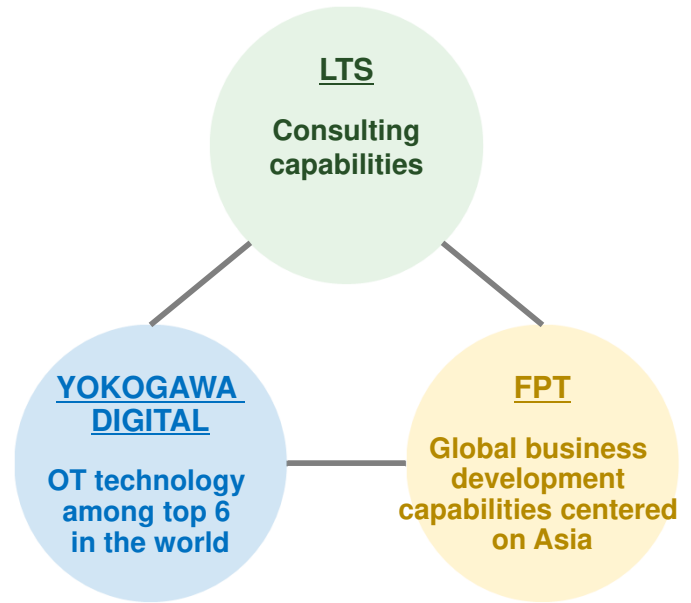 LTS
Consulting
capabilities
YOKOGAWA
DIGITAL
OT technology
among top 6
in the world
FPT
Global business
development
capabilities centered
on Asia